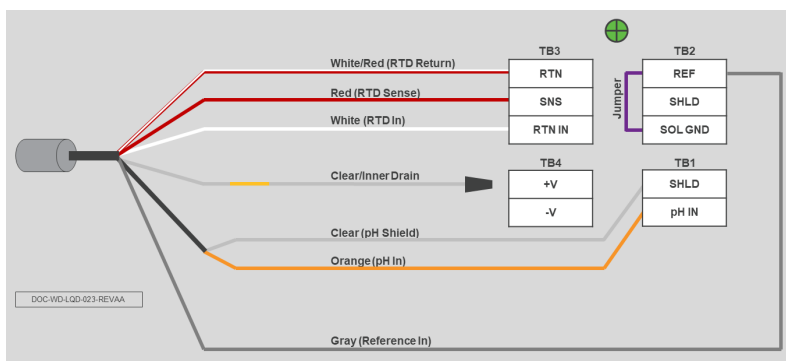 TB3
TB2
White/Red (RTD Return)
RTN
REF
Red (RTD Sense)
SNS
Jumper
SHLD
White (RTD In)
RTN IN
SOL GND
TB4
TB1
Clear/Inner Drain
+V
SHLD
-V
pH IN
Clear (pH Shield)
Orange (pH In)
DOC-WD-LQD-023-REVAA
Gray (Reference In)